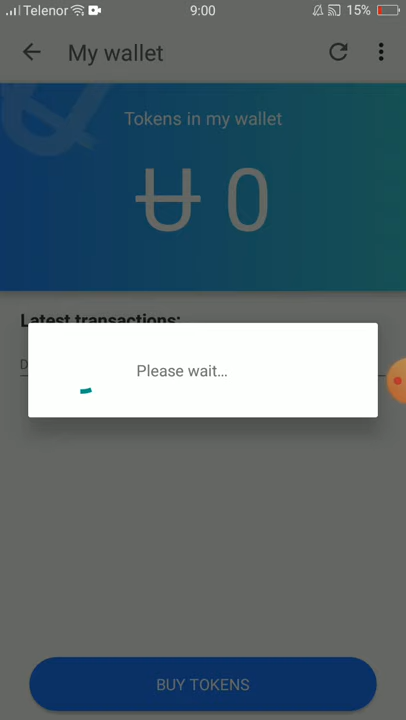 Telenor 9:00 15%
My wallet
Tokens in my wallet
0
Latest transactions:
D
Please wait...
BUY TOKENS